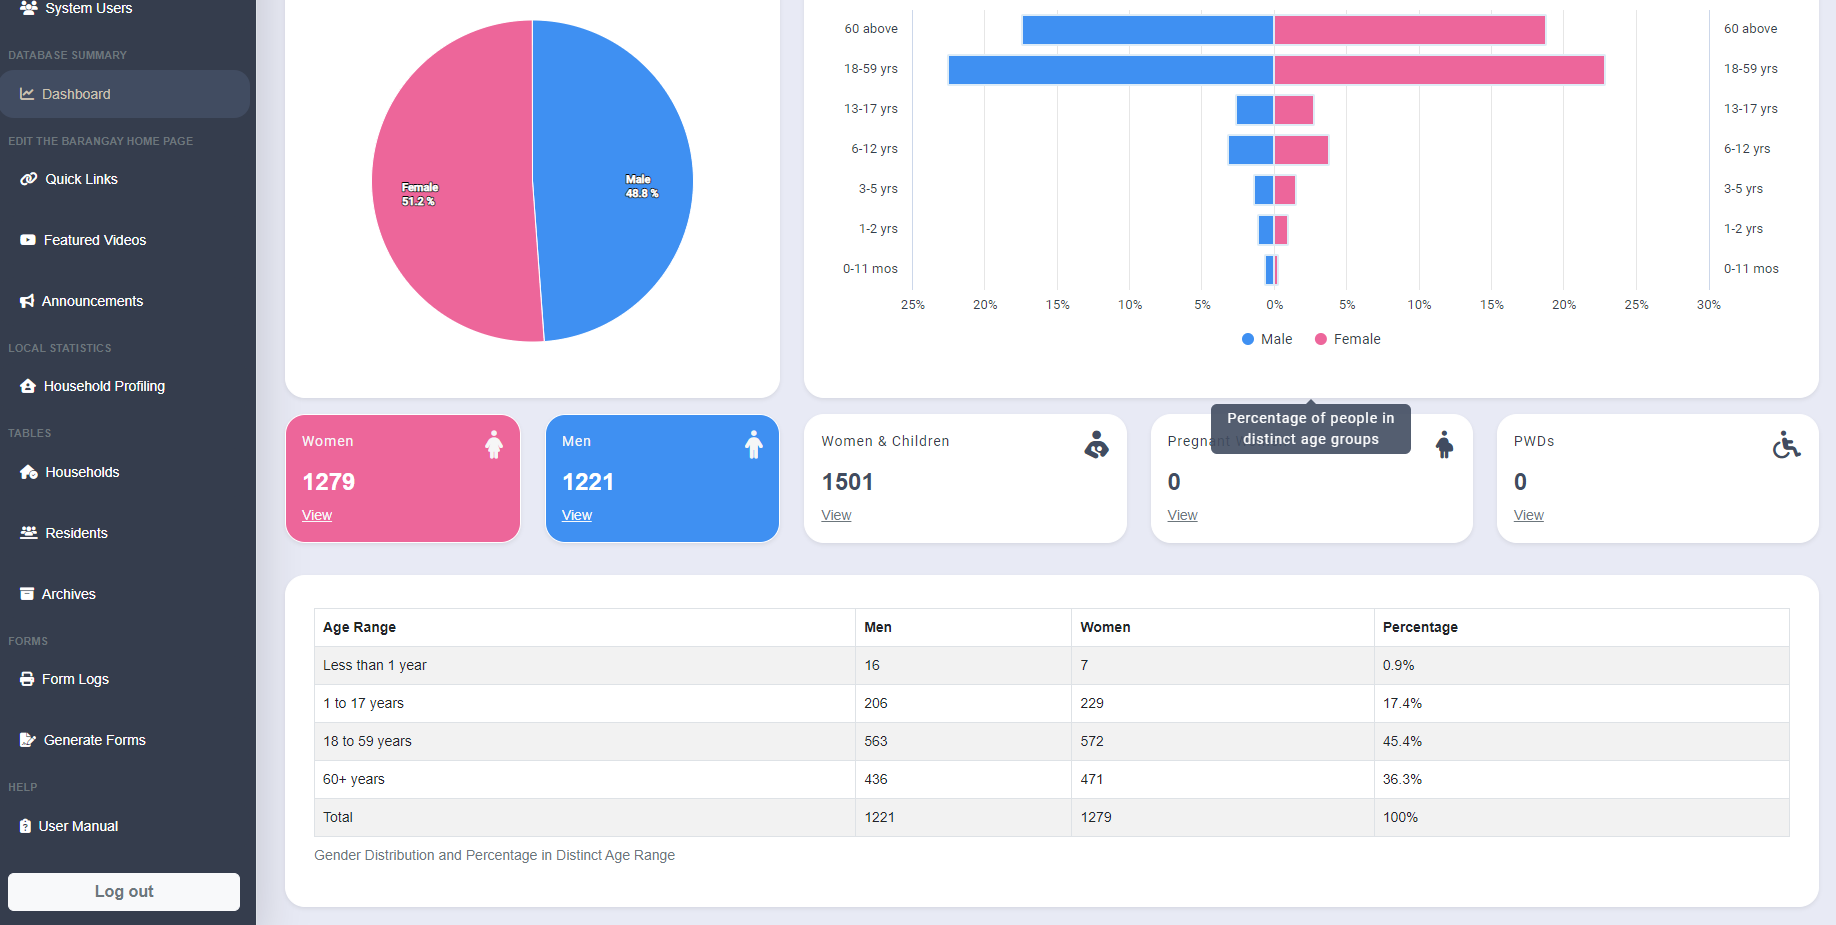 System Users
DATABASE SUMMARY
Dashboard
EDIT THE BARANGAY HOME PAGE
Quick Links
Featured Videos
Announcements
LOCAL STATISTICS
Household Profiling
TABLES
Households
Residents
Archives
FORMS
Form Logs
Generate Forms
HELP
User Manual
Log out
Female
51.2 %
Male
48.8 %
60 above
60 above
18-59 yrs
18-59 yrs
13-17 yrs
13-17 yrs
6-12 yrs
6-12 yrs
3-5 yrs
3-5 yrs
1-2 yrs
1-2 yrs
0-11 mos
0-11 mos
25% 20% 15% 10% 5% 0% 5% 10% 15% 20% 25% 30%
Male Female
Percentage of people in
distinct age groups
Women
1279
View
Men
1221
View
Women & Children
1501
View
Pregnant
0
View
PWDs
0
View
Age Range Men Women Percentage
Less than 1 year 16 7 0.9%
1 to 17 years 206 229 17.4%
18 to 59 years 563 572 45.4%
60+ years 436 471 36.3%
Total 1221 1279 100%
Gender Distribution and Percentage in Distinct Age Range